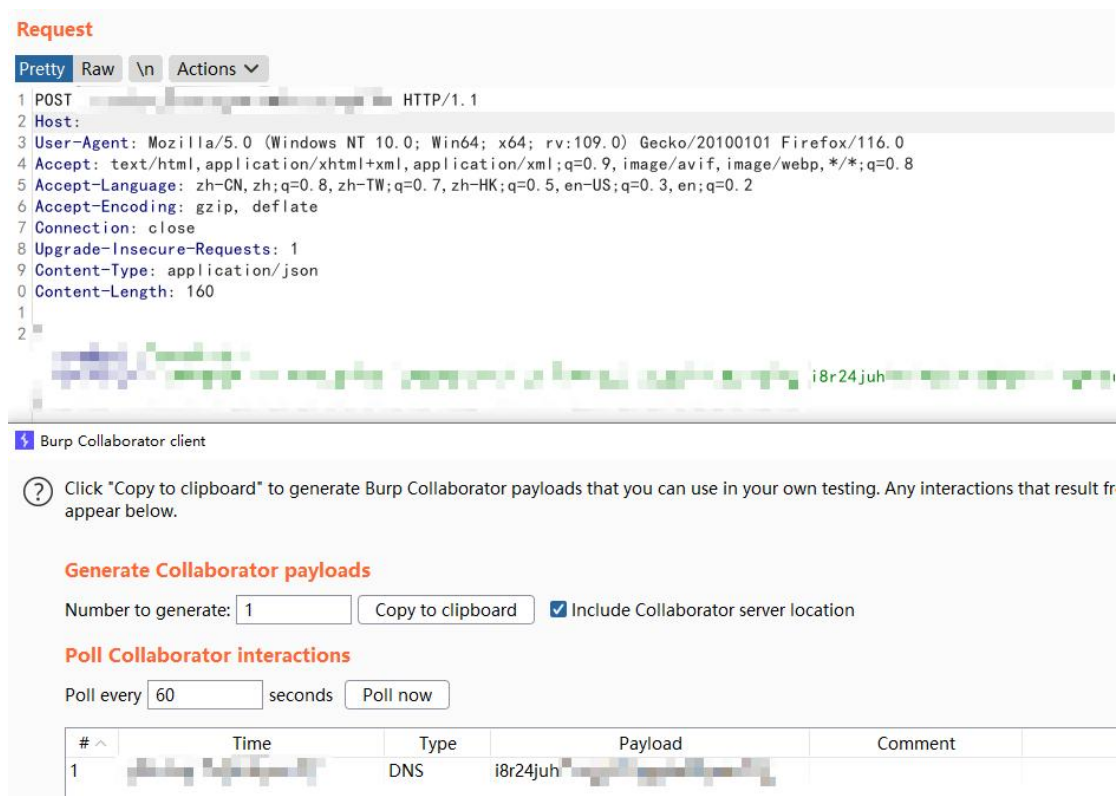 Request
Pretty Raw \n Actions
1 POST HTTP/1.1
2 Host:
3 User-Agent: Mozilla/5.0 (Windows NT 10.0; Win64; x64; rv:109.0) Gecko/20100101 Firefox/116.0
4 Accept: text/html,application/xhtml+xml,application/xml;q=0.9,image/avif,image/webp,*/*;q=0.8
5 Accept-Language: zh-CN,zh;q=0.8,zh-TW;q=0.7,zh-HK;q=0.5,en-US;q=0.3,en;q=0.2
6 Accept-Encoding: gzip, deflate
7 Connection: close
8 Upgrade-Insecure-Requests: 1
9 Content-Type: application/json
0 Content-Length: 160
1
2
i8r24juh
Burp Collaborator client
Click "Copy to clipboard" to generate Burp Collaborator payloads that you can use in your own testing. Any interactions that result
appear below.
Generate Collaborator payloads
Number to generate: 1 Copy to clipboard Include Collaborator server location
Poll Collaborator interactions
Poll every 60 seconds Poll now
# Time Type Payload Comment
1 DNS i8r24juh